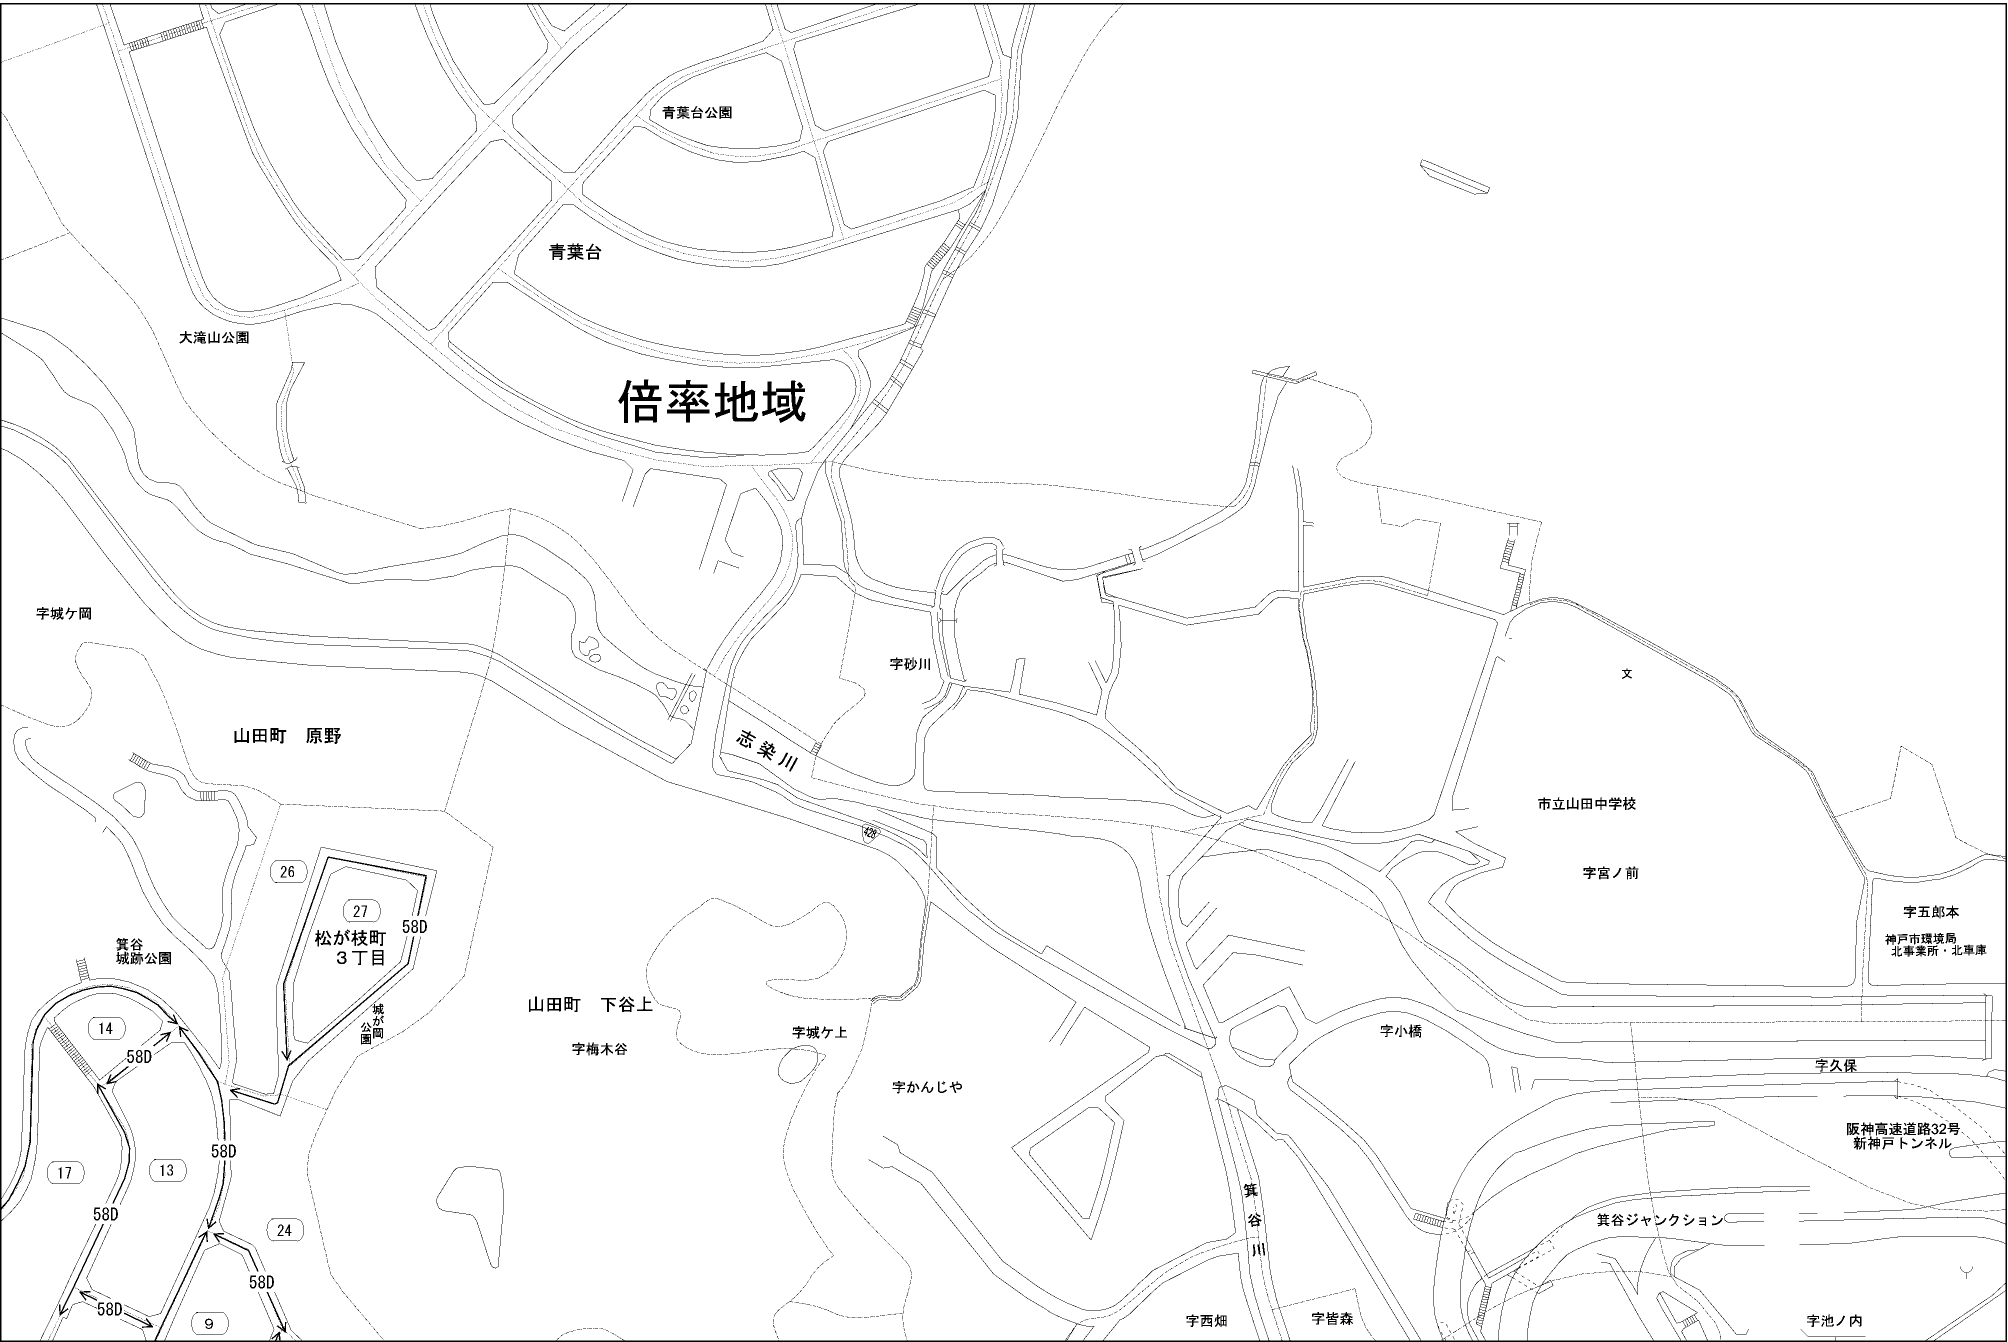 青葉台公園
青葉台
大滝山公園
倍率地域
字城ケ岡
字砂川
文
山田町　原野
志染川
市立山田中学校
428
26
字宮ノ前
27
58D
字五郎本
松が枝町
３丁目
箕谷
城跡公園
神戸市環境局
北事業所・北車庫
山田町　下谷上
城が岡
公園
14
58D
字梅木谷
字城ケ上
字小橋
字久保
字かんじや
阪神高速道路32号
新神戸トンネル
58D
17
13
58D
箕谷川
箕谷ジャンクション
24
58D
58D
9
字西畑
字皆森
字池ノ内